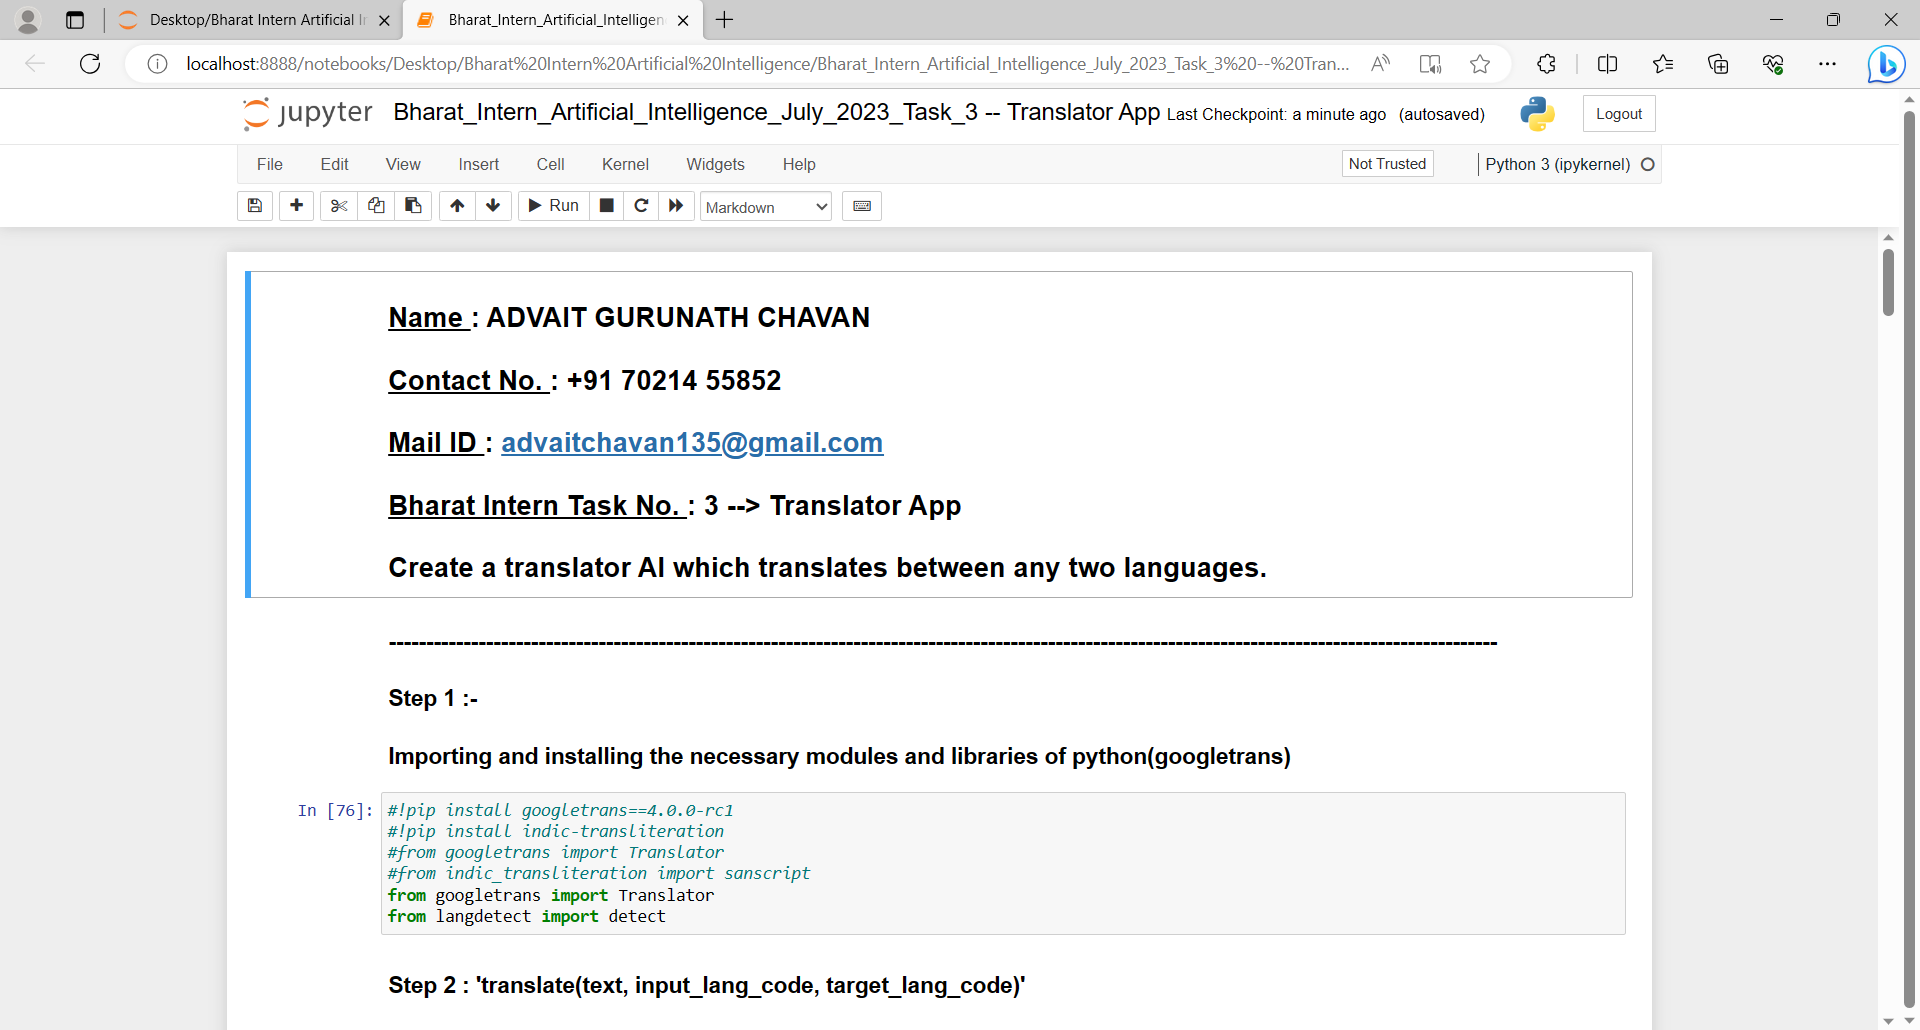 Desktop/Bharat Intern Artificial In
Bharat_Intern_Artificial_Intelligen
localhost:8888/notebooks/Desktop/Bharat%20Intern%20Artificial%20Intelligence/Bharat_Intern_Artificial_Intelligence_July_2023_Task_3%20--%20Tran...
jupyter Bharat_Intern_Artificial_Intelligence_July_2023_Task_3 -- Translator App Last Checkpoint: a minute ago (autosaved) Logout
File Edit View Insert Cell Kernel Widgets Help Not Trusted Python 3 (ipykernel)
Run Markdown
Name : ADVAIT GURUNATH CHAVAN
Contact No. : +91 70214 55852
Mail ID : advaitchavan135@gmail.com
Bharat Intern Task No. : 3 --> Translator App
Create a translator AI which translates between any two languages.
Step 1 :-
Importing and installing the necessary modules and libraries of python(googletrans)
In [76]: #!pip install googletrans==4.0.0-rc1
#!pip install indic-transliteration
#from googletrans import Translator
#from indic_transliteration import sanscript
from googletrans import Translator
from langdetect import detect
Step 2 : 'translate(text, input_lang_code, target_lang_code)'